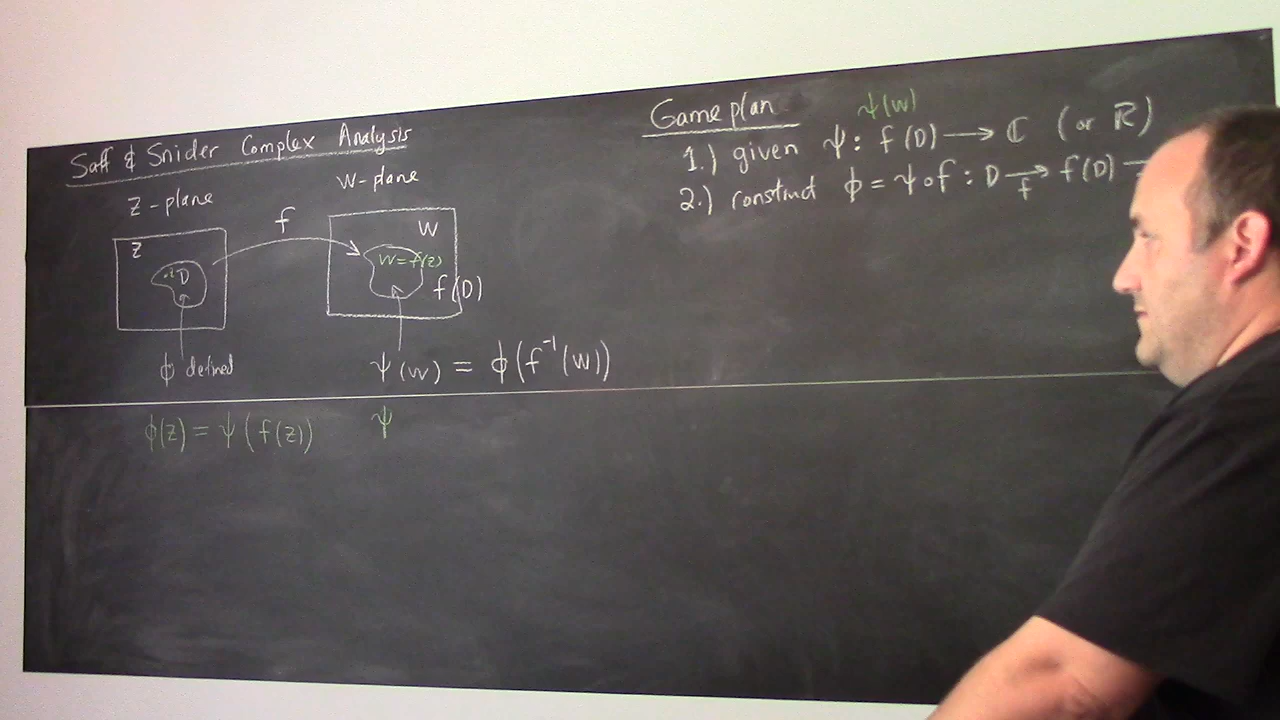 Saff & Snider Complex Analysis
z-plane
w-plane
f
z
D
w
w=f(z)
f(D)
ϕ defined
ψ(w) = ϕ(f⁻¹(w))
ϕ(z) = ψ(f(z))
ψ
Game plan
ψ(w)
1.) given ψ: f(D) → ℂ (or ℝ)
2.) construct ϕ = ψ∘f : D →f f(D) →